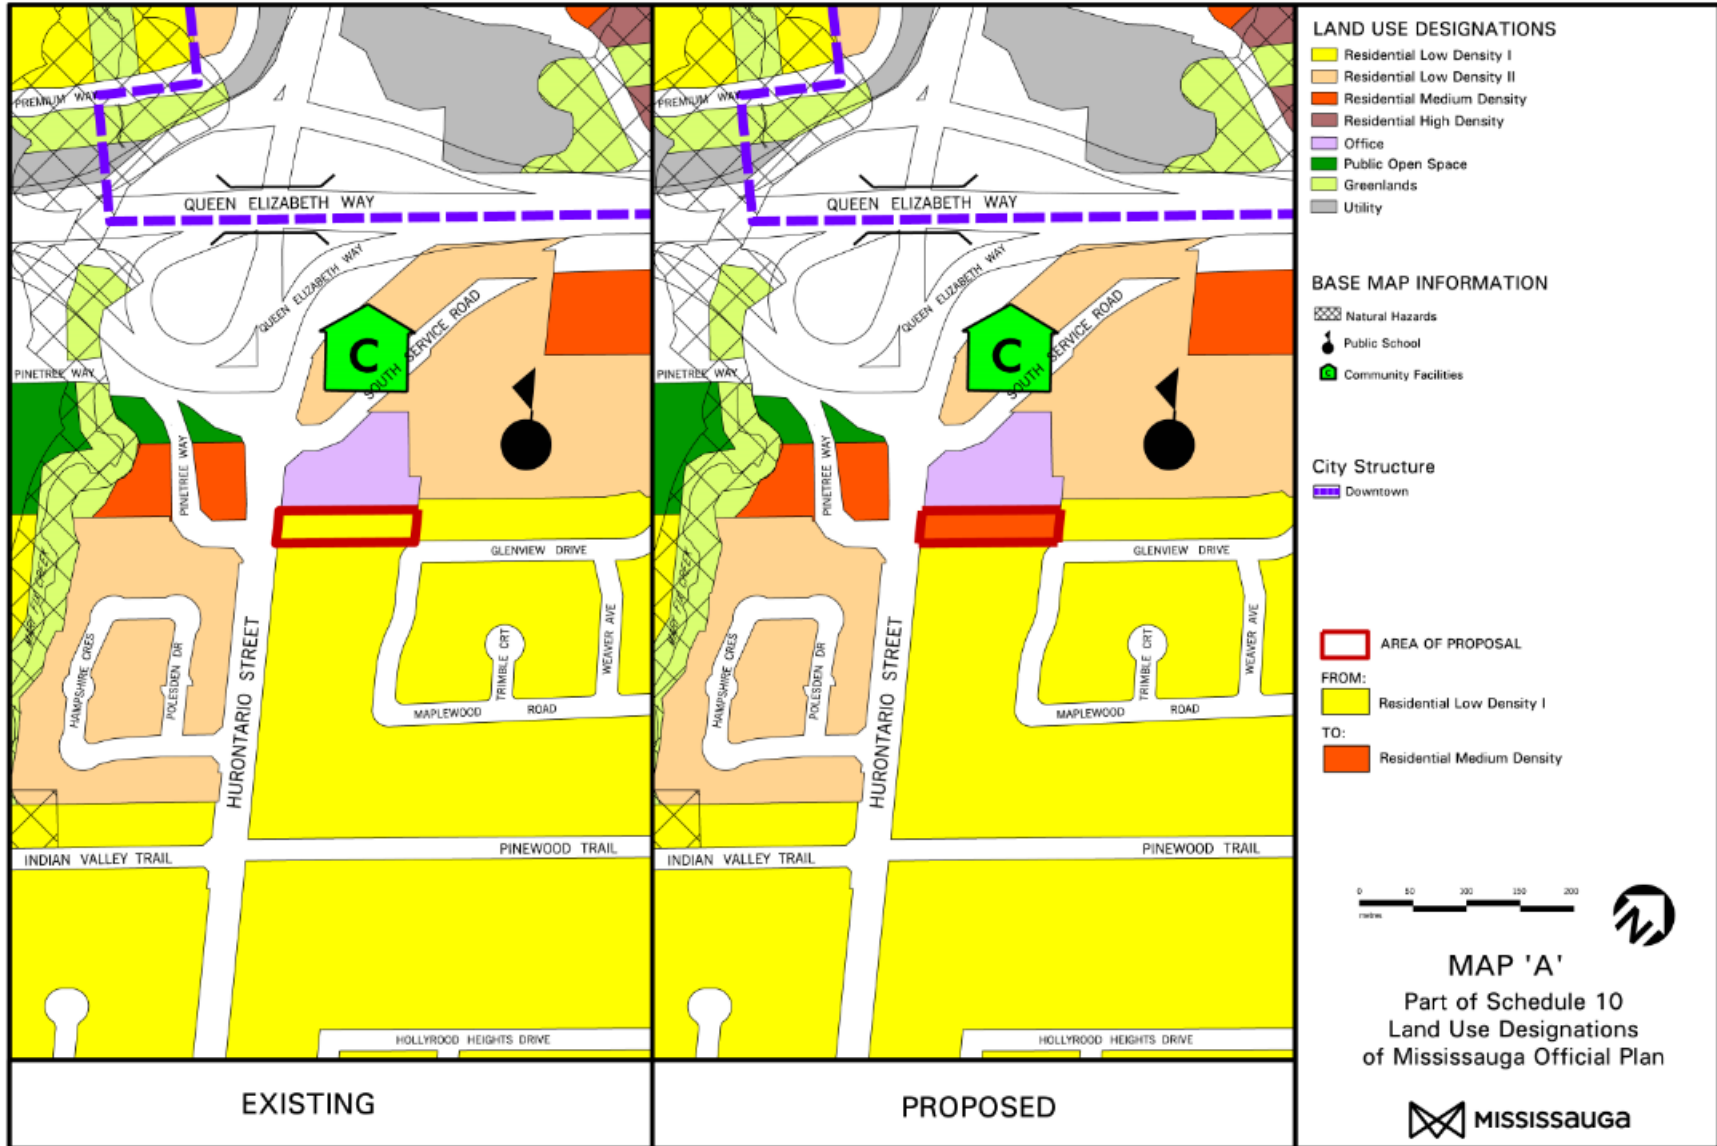 PREMIUM WAY
QUEEN ELIZABETH WAY
QUEEN ELIZABETH WAY
C
SOUTH SERVICE ROAD
PINETREE WAY
PINETREE WAY
GLENVIEW DRIVE
MARY FIX CREEK
HAMPSHIRE CRES
POLESDEN DR
HURONTARIO STREET
TRIMBLE CRT
WEAVER AVE
MAPLEWOOD ROAD
INDIAN VALLEY TRAIL
PINEWOOD TRAIL
HOLLYROOD HEIGHTS DRIVE
EXISTING
PREMIUM WAY
QUEEN ELIZABETH WAY
QUEEN ELIZABETH WAY
C
SOUTH SERVICE ROAD
PINETREE WAY
PINETREE WAY
GLENVIEW DRIVE
MARY FIX CREEK
HAMPSHIRE CRES
POLESDEN DR
HURONTARIO STREET
TRIMBLE CRT
WEAVER AVE
MAPLEWOOD ROAD
INDIAN VALLEY TRAIL
PINEWOOD TRAIL
HOLLYROOD HEIGHTS DRIVE
PROPOSED
LAND USE DESIGNATIONS
Residential Low Density I
Residential Low Density II
Residential Medium Density
Residential High Density
Office
Public Open Space
Greenlands
Utility
BASE MAP INFORMATION
Natural Hazards
Public School
C Community Facilities
City Structure
Downtown
AREA OF PROPOSAL
FROM:
Residential Low Density I
TO:
Residential Medium Density
0 50 100 150 200
metres
N
MAP 'A'
Part of Schedule 10
Land Use Designations
of Mississauga Official Plan
MISSISSAUGA